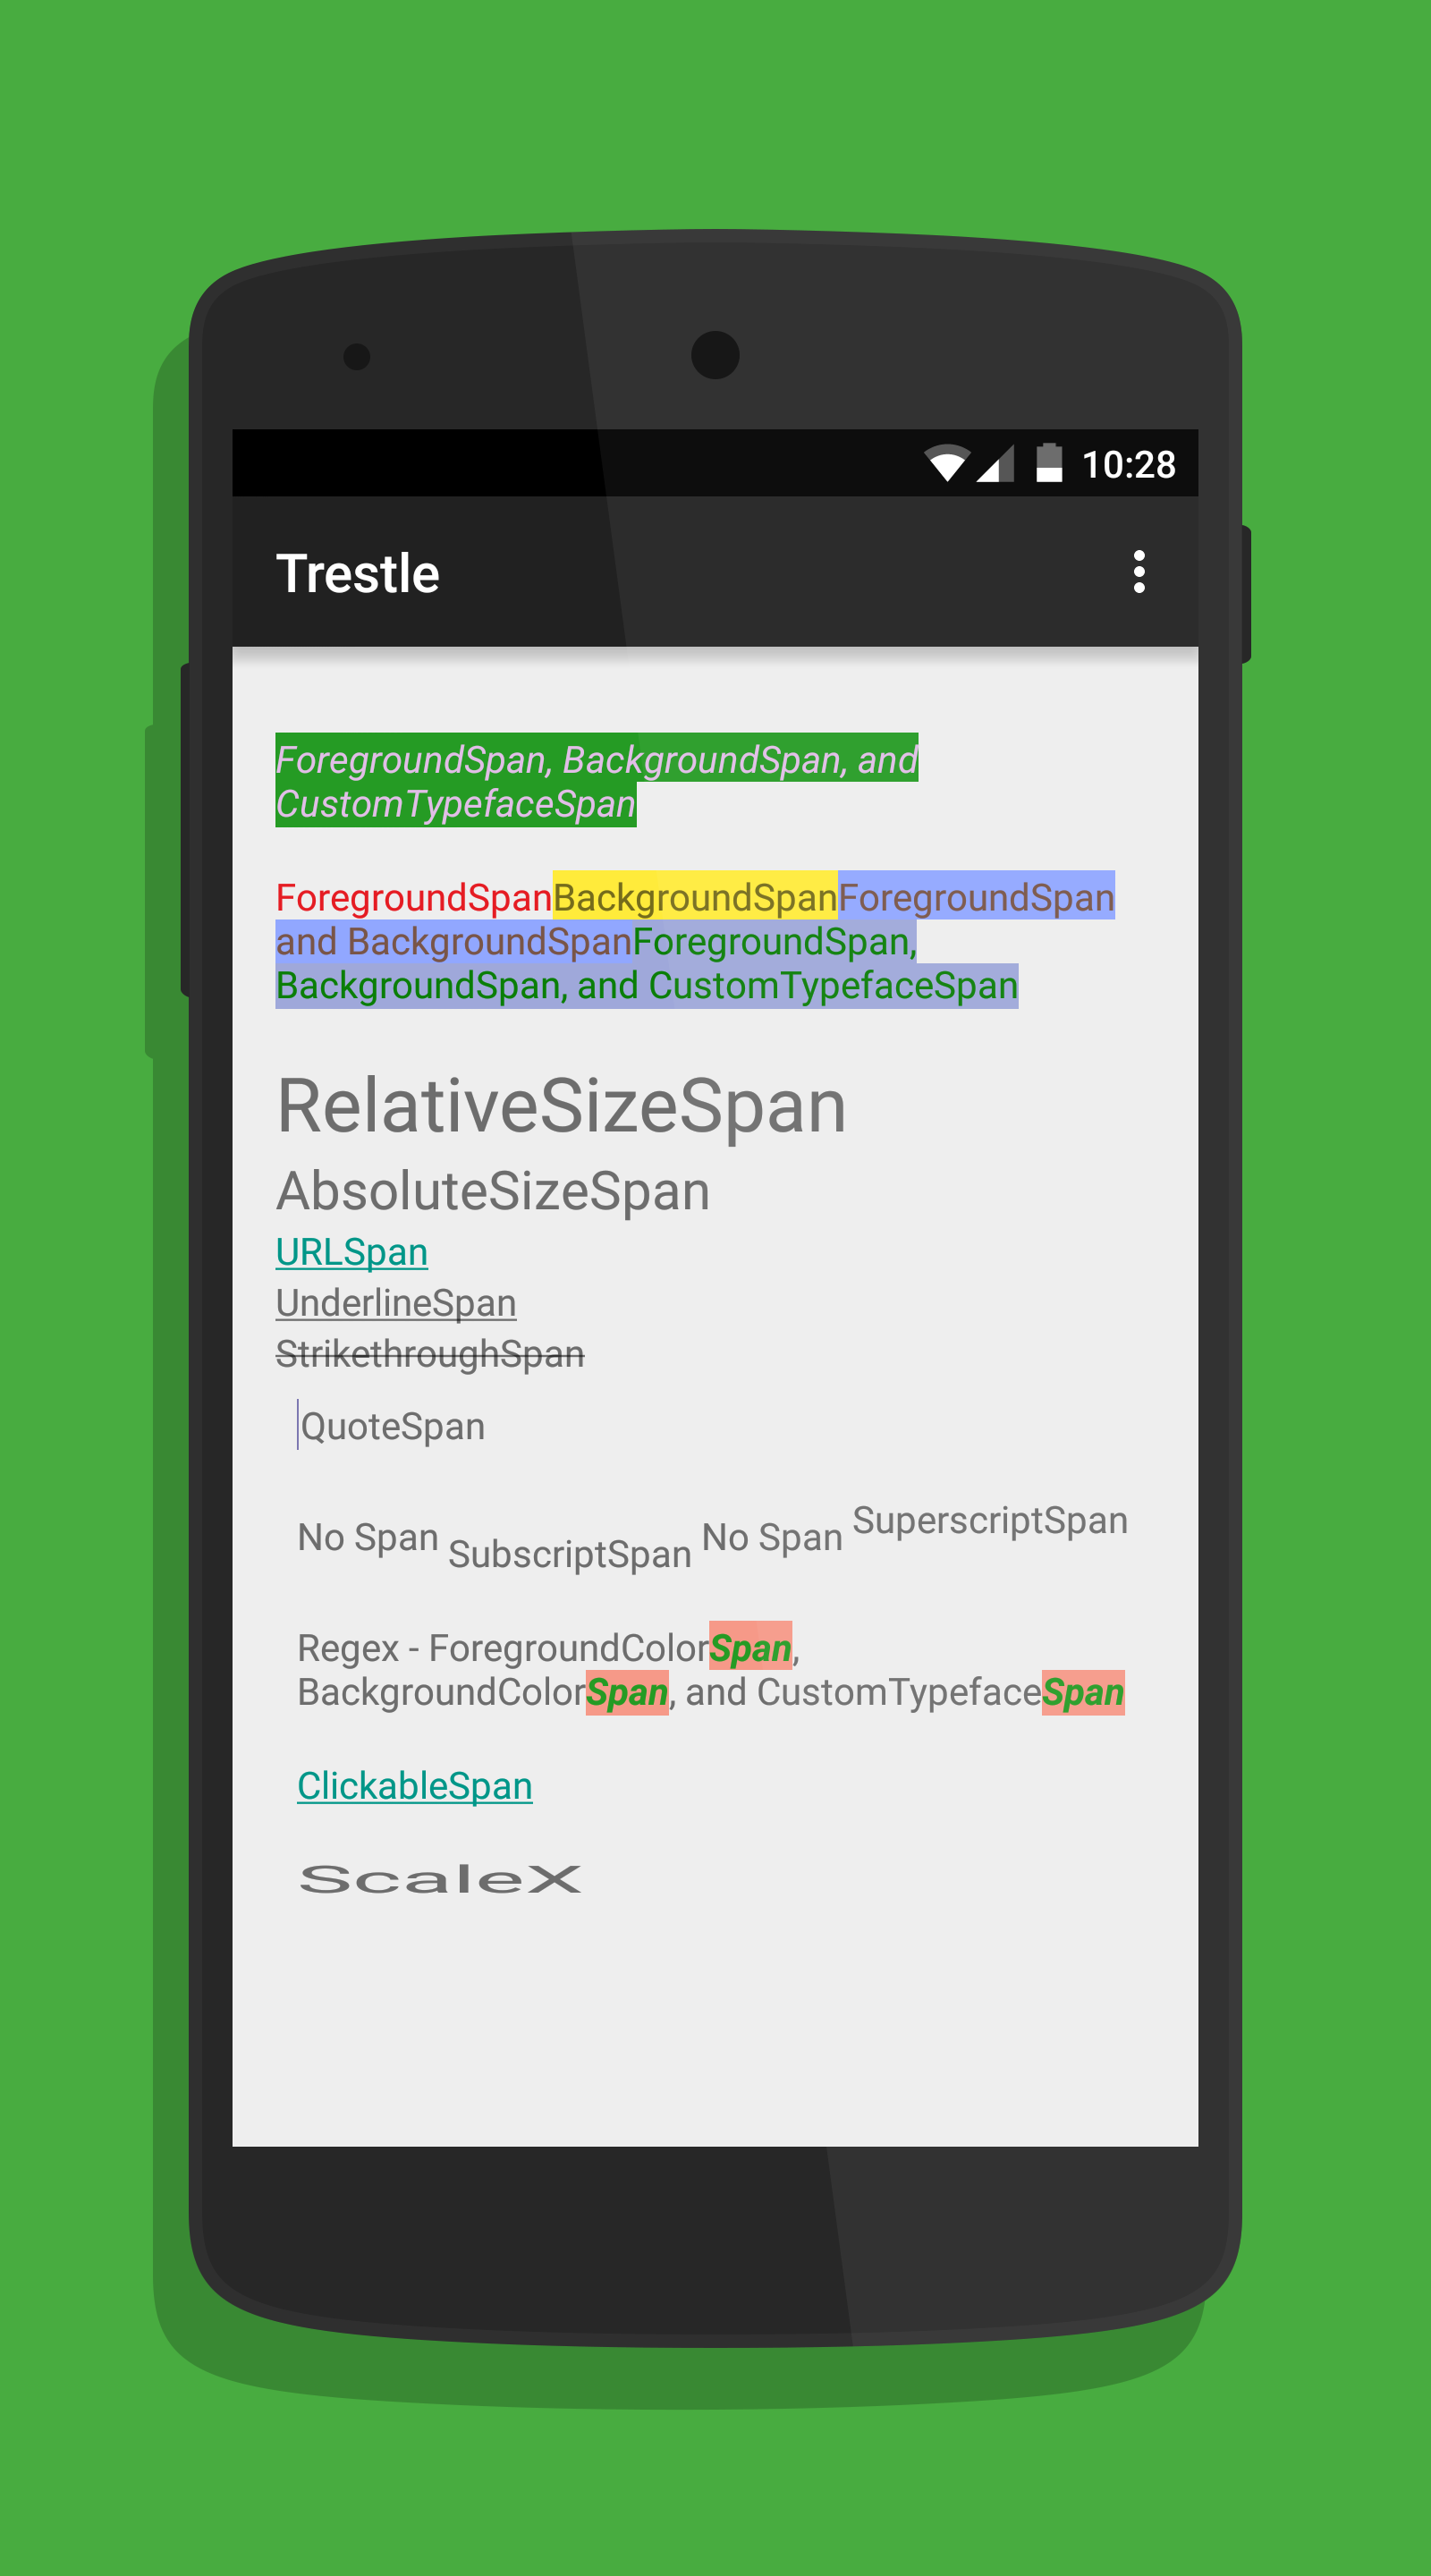 10:28
Trestle
ForegroundSpan, BackgroundSpan, and
CustomTypefaceSpan
ForegroundSpanBackgroundSpanForegroundSpan
and BackgroundSpanForegroundSpan,
BackgroundSpan, and CustomTypefaceSpan
RelativeSizeSpan
AbsoluteSizeSpan
URLSpan
UnderlineSpan
StrikethroughSpan
QuoteSpan
No Span SubscriptSpan No Span SuperscriptSpan
Regex - ForegroundColorSpan,
BackgroundColorSpan, and CustomTypefaceSpan
ClickableSpan
ScaleX